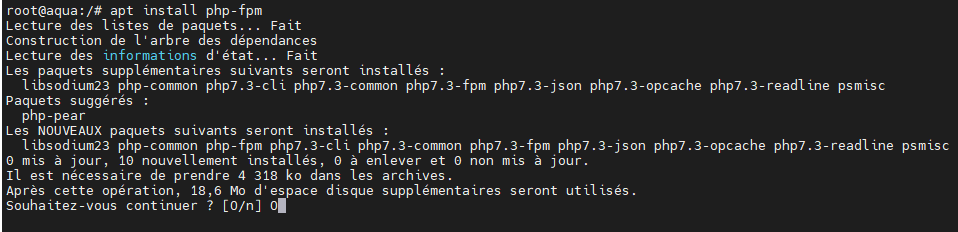 root@aqua:/# apt install php-fpm
Lecture des listes de paquets... Fait
Construction de l'arbre des dépendances
Lecture des informations d'état... Fait
Les paquets supplémentaires suivants seront installés :
  libsodium23 php-common php7.3-cli php7.3-common php7.3-fpm php7.3-json php7.3-opcache php7.3-readline psmisc
Paquets suggérés :
  php-pear
Les NOUVEAUX paquets suivants seront installés :
  libsodium23 php-common php-fpm php7.3-cli php7.3-common php7.3-fpm php7.3-json php7.3-opcache php7.3-readline psmisc
0 mis à jour, 10 nouvellement installés, 0 à enlever et 0 non mis à jour.
Il est nécessaire de prendre 4 318 ko dans les archives.
Après cette opération, 18,6 Mo d'espace disque supplémentaires seront utilisés.
Souhaitez-vous continuer ? [O/n] O